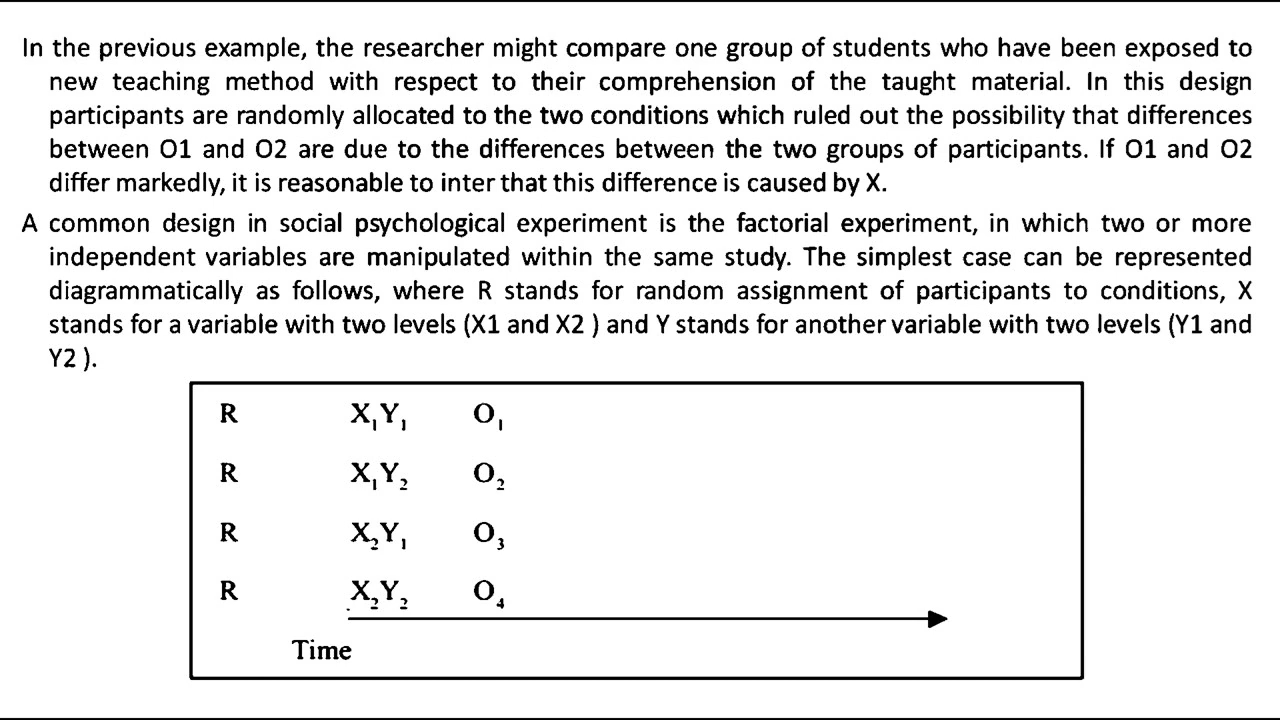 In the previous example, the researcher might compare one group of students who have been exposed to
new teaching method with respect to their comprehension of the taught material. In this design
participants are randomly allocated to the two conditions which ruled out the possibility that differences
between O1 and O2 are due to the differences between the two groups of participants. If O1 and O2
differ markedly, it is reasonable to inter that this difference is caused by X.
A common design in social psychological experiment is the factorial experiment, in which two or more
independent variables are manipulated within the same study. The simplest case can be represented
diagrammatically as follows, where R stands for random assignment of participants to conditions, X
stands for a variable with two levels (X1 and X2 ) and Y stands for another variable with two levels (Y1 and
Y2 ).
R X₁Y₁ O₁
R X₁Y₂ O₂
R X₂Y₁ O₃
R X₂Y₂ O₄
Time